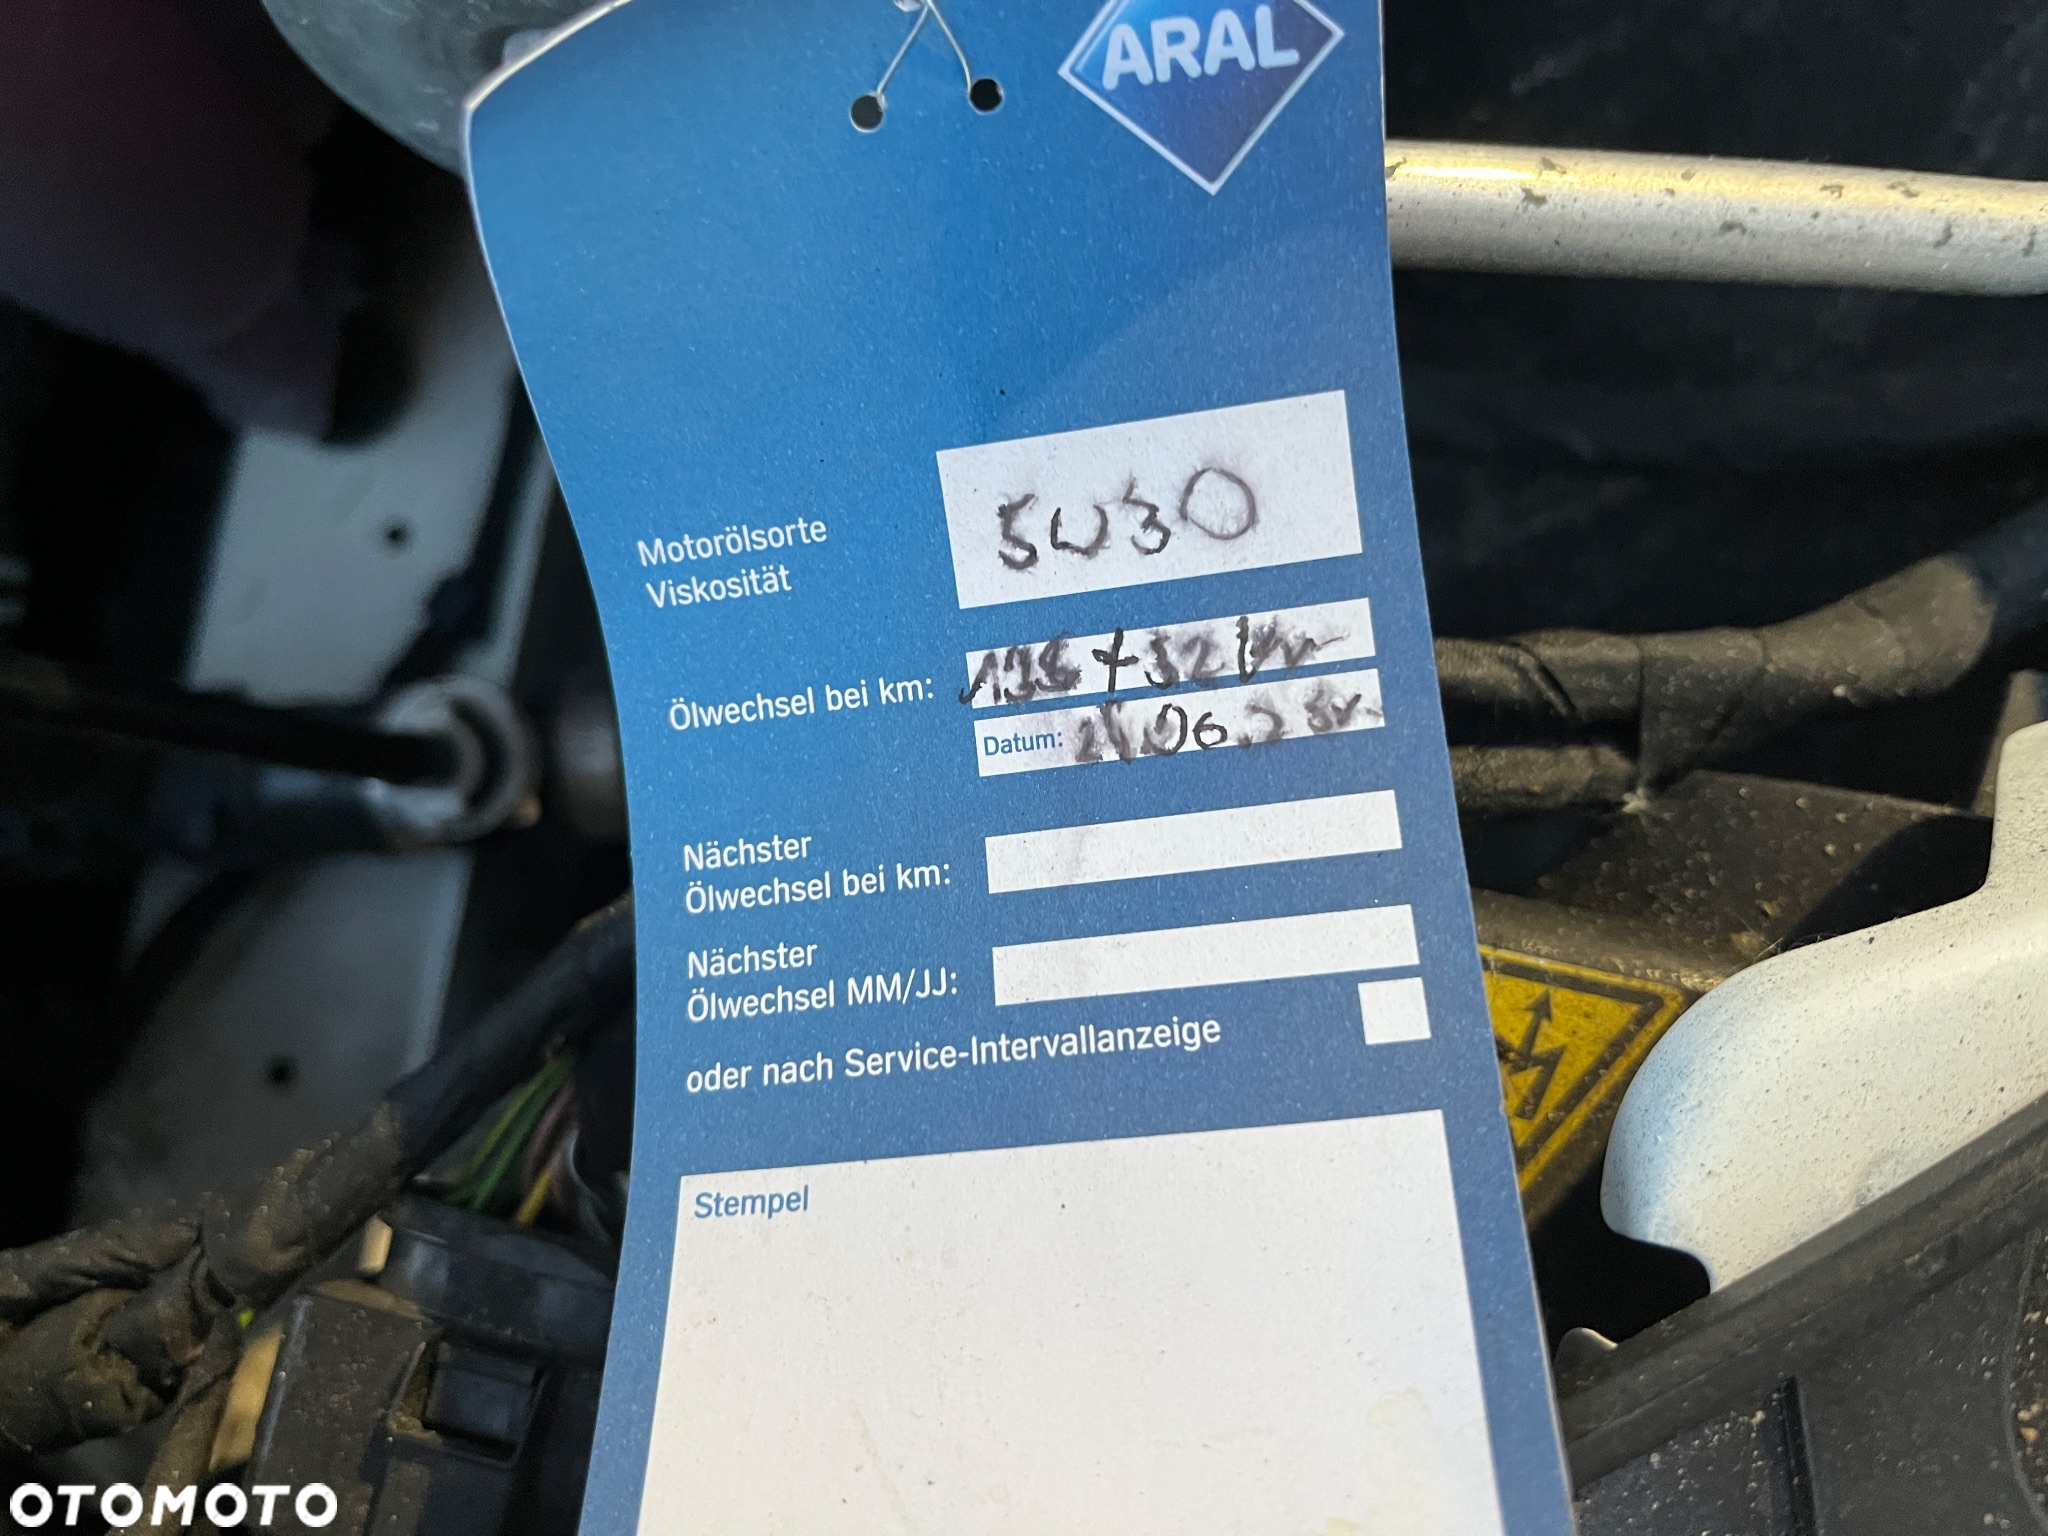 ARAL
Motorölsorte
Viskosität
5W30
Ölwechsel bei km:
Datum:
Nächster
Ölwechsel bei km:
Nächster
Ölwechsel MM/JJ:
oder nach Service-Intervallanzeige
Stempel
OTOMOTO